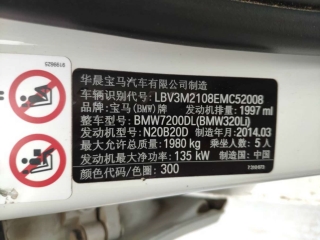 华晨宝马汽车有限公司制造
车辆识别代号: LBV3M2108EMC52008
品牌: 宝马(BMW)牌 发动机排量: 1997 ml
整车型号: BMW7200DL(BMW320Li)
发动机型号: N20B20D 制造年月: 2014.03
最大允许总质量: 1980 kg 乘坐人数: 5人
发动机最大净功率: 135 kW 制造国: 中国
颜色代码/色圈: 300